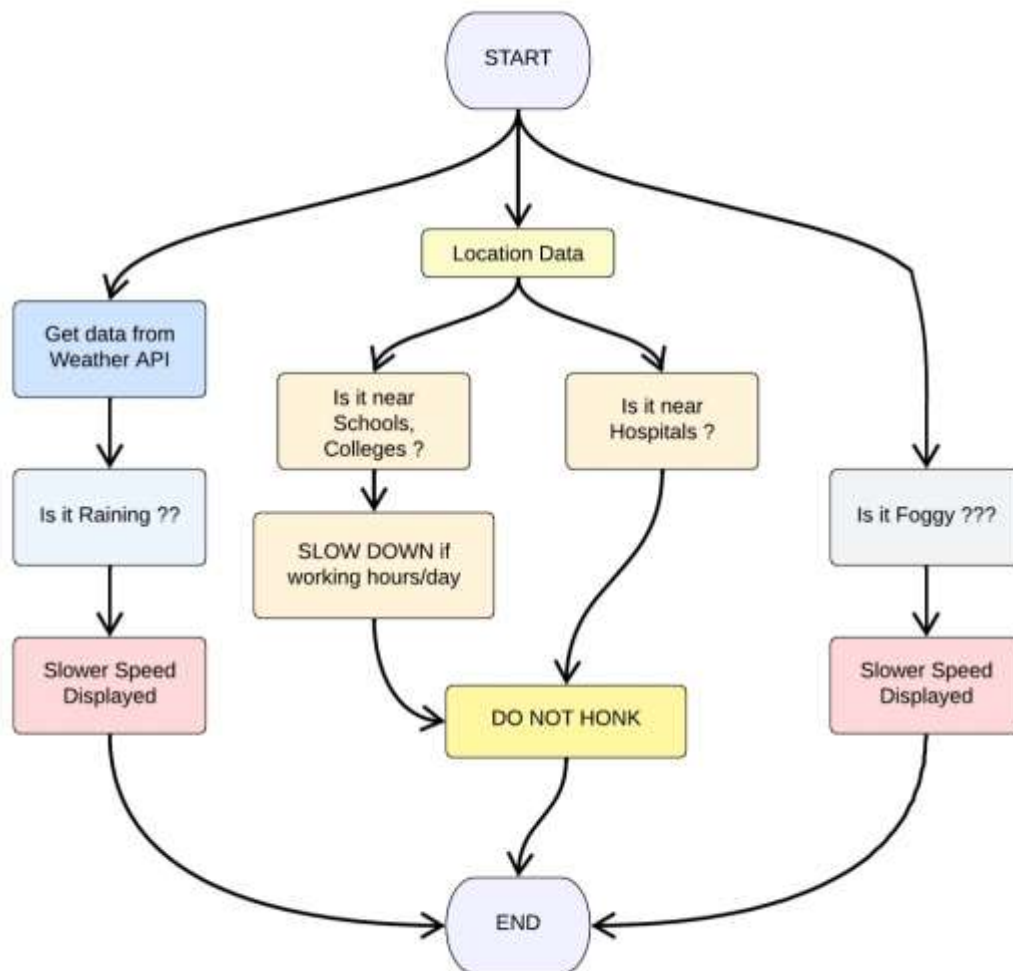 START
Location Data
Get data from
Weather API
Is it near
Schools,
Colleges ?
Is it near
Hospitals ?
Is it Raining ??
SLOW DOWN if
working hours/day
Is it Foggy ???
Slower Speed
Displayed
DO NOT HONK
Slower Speed
Displayed
END